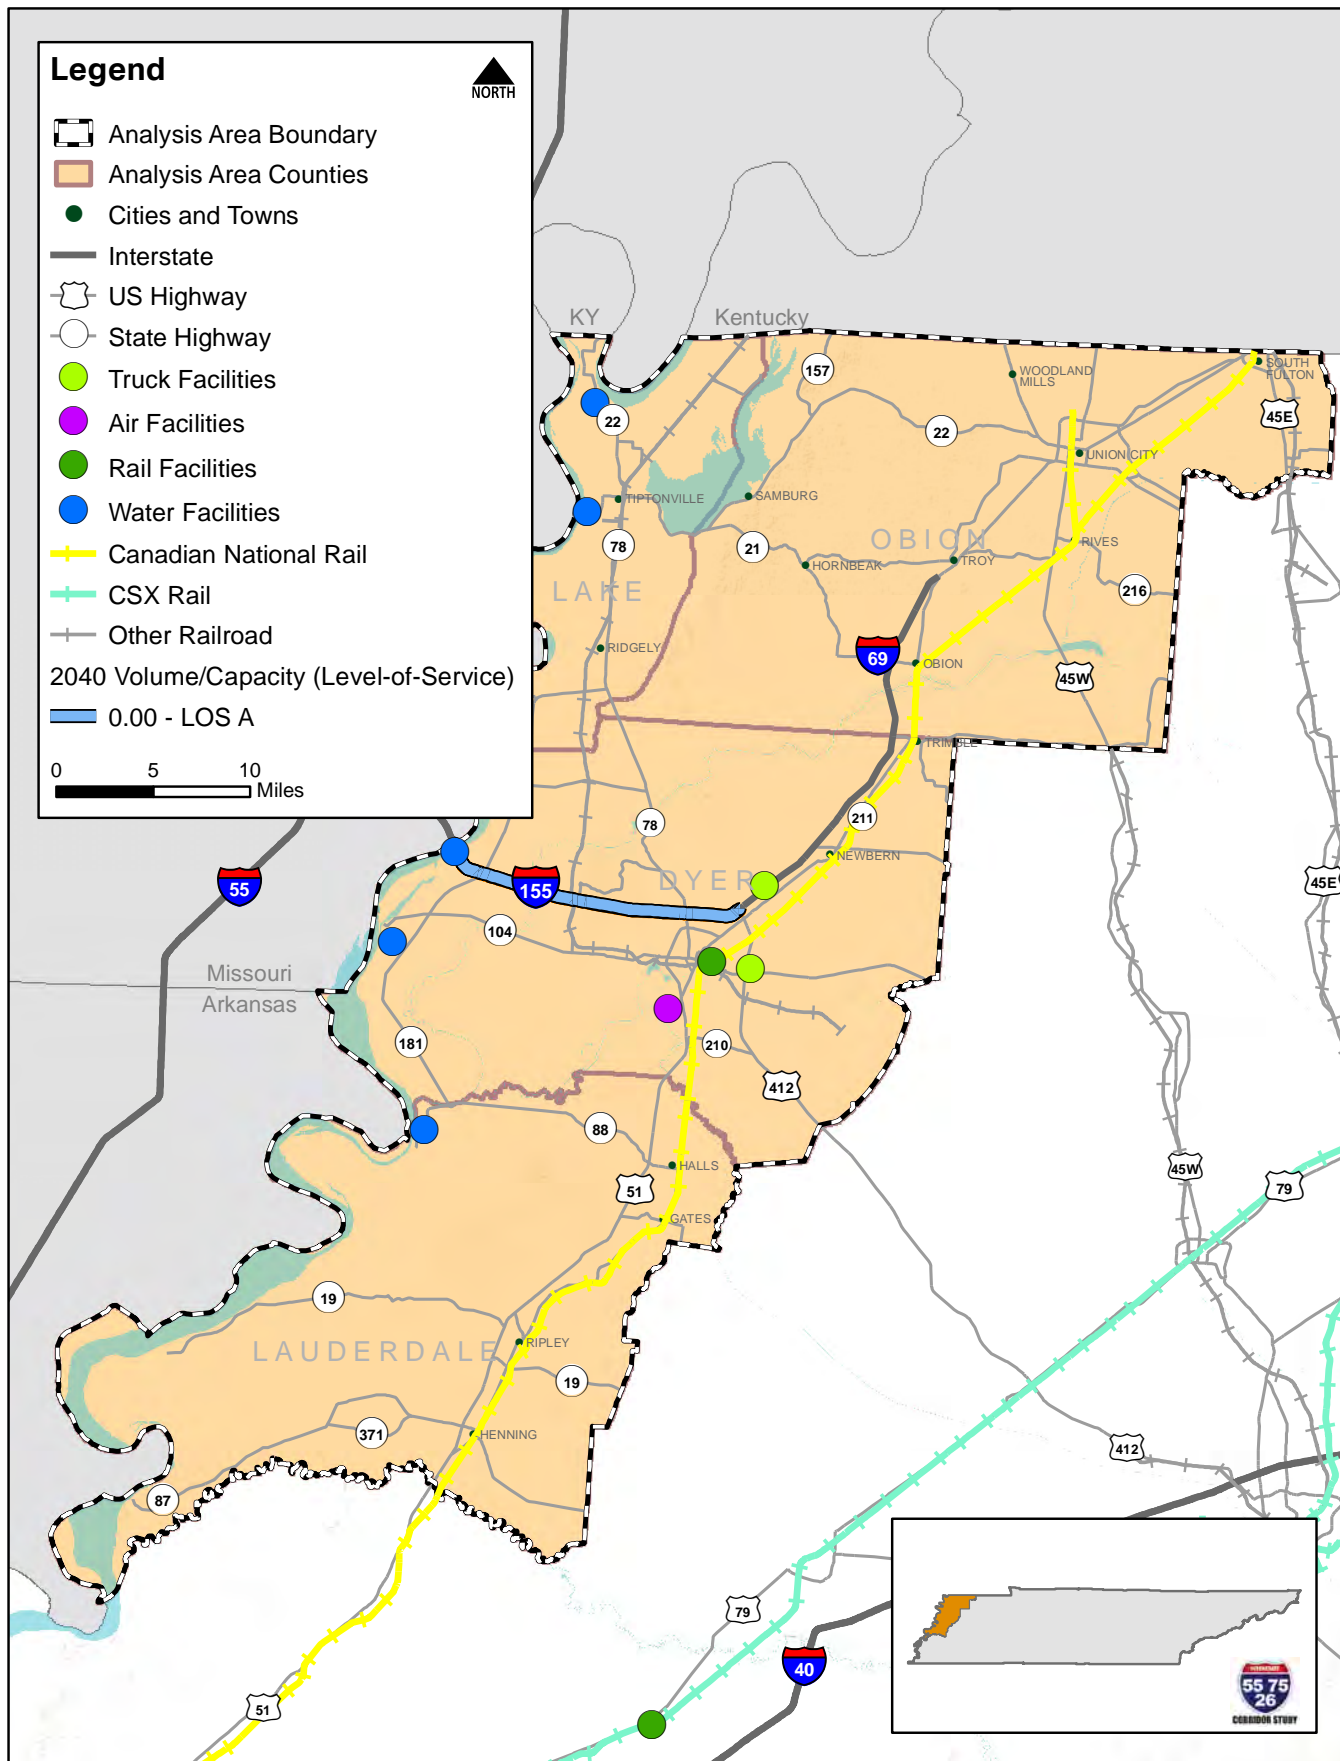 Legend
NORTH
Analysis Area Boundary
Analysis Area Counties
Cities and Towns
Interstate
US Highway
State Highway
Truck Facilities
Air Facilities
Rail Facilities
Water Facilities
Canadian National Rail
CSX Rail
Other Railroad
2040 Volume/Capacity (Level-of-Service)
0.00 - LOS A
0 5 10
Miles
KY
Kentucky
157
WOODLAND
MILLS
SOUTH
FULTON
45E
22
22
UNION CITY
TIPTONVILLE
SAMBURG
78
21
OBION
RIVES
HORNBEAK
TROY
216
LAKE
RIDGELY
69
OBION
45W
TRIMBLE
78
211
NEWBERN
55
155
DYER
45E
104
Missouri
Arkansas
181
210
412
88
HALLS
51
45W
79
GATES
19
LAUDERDALE
RIPLEY
19
371
HENNING
412
87
79
40
51
55 75
26
CORRIDOR STUDY